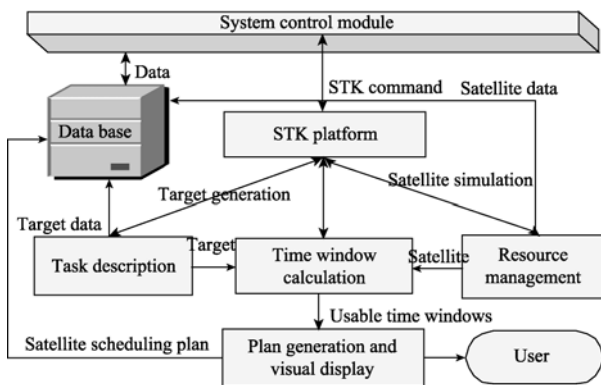 System control module
Data
STK command
Satellite data
Data base
STK platform
Target generation
Satellite simulation
Target data
Target
Satellite
Task description
Time window
calculation
Resource
management
Usable time windows
Satellite scheduling plan
Plan generation and
visual display
User